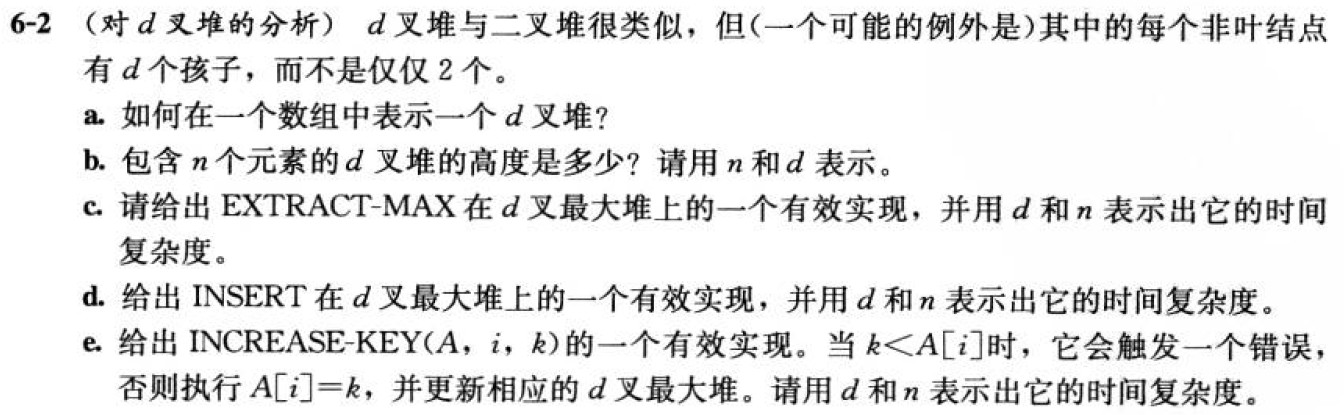 6-2 （对 d 叉堆的分析） d 叉堆与二叉堆很类似，但(一个可能的例外是)其中的每个非叶结点
有 d 个孩子，而不是仅仅 2 个。
a. 如何在一个数组中表示一个 d 叉堆？
b. 包含 n 个元素的 d 叉堆的高度是多少？请用 n 和 d 表示。
c. 请给出 EXTRACT-MAX 在 d 叉最大堆上的一个有效实现，并用 d 和 n 表示出它的时间
复杂度。
d. 给出 INSERT 在 d 叉最大堆上的一个有效实现，并用 d 和 n 表示出它的时间复杂度。
e. 给出 INCREASE-KEY(A，i，k)的一个有效实现。当 k<A[i]时，它会触发一个错误，
否则执行 A[i]=k，并更新相应的 d 叉最大堆。请用 d 和 n 表示出它的时间复杂度。